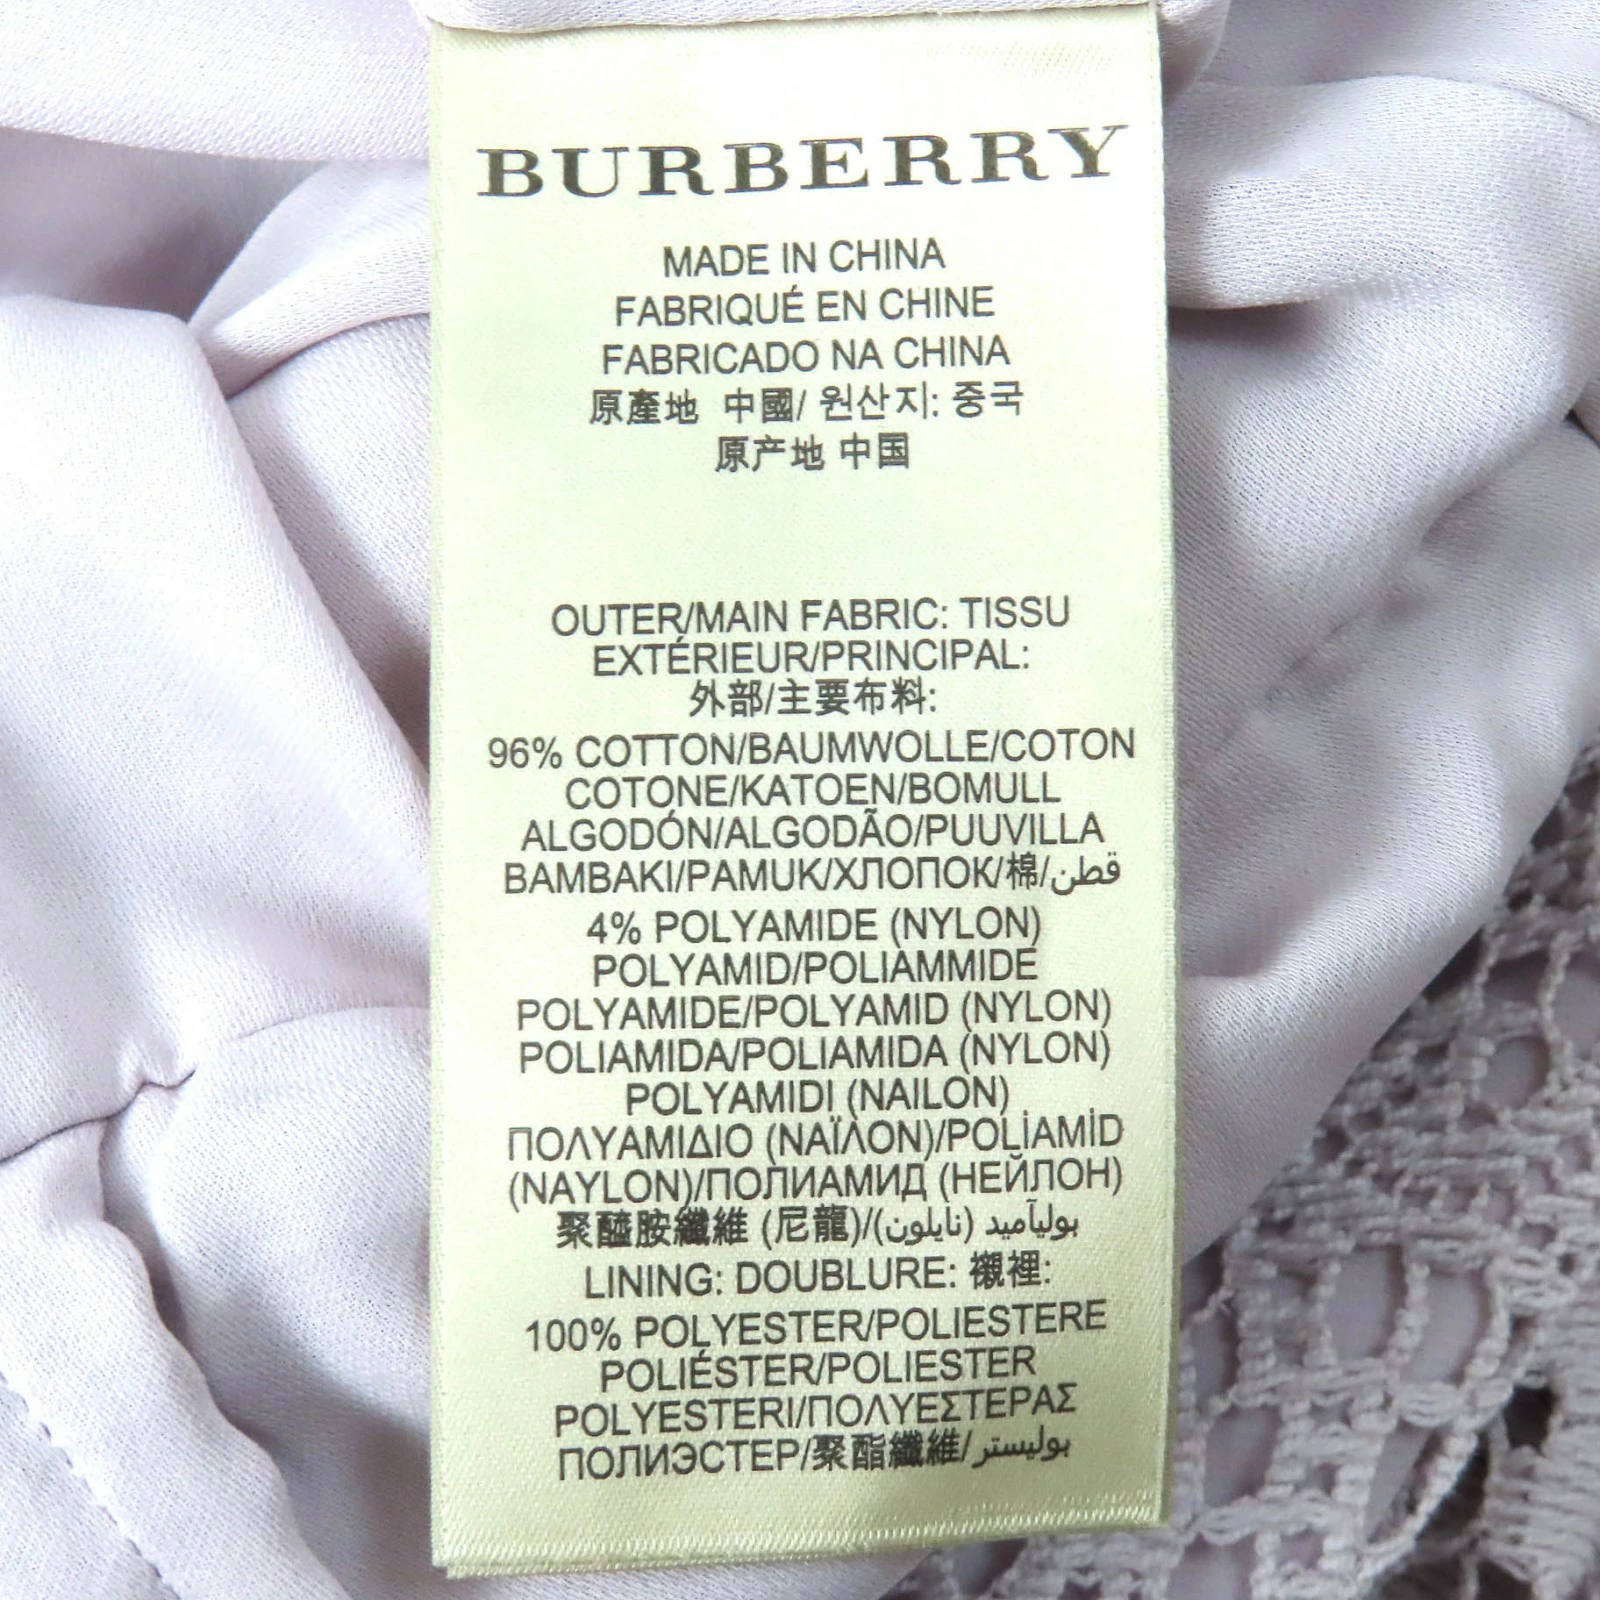 BURBERRY
MADE IN CHINA
FABRIQUÉ EN CHINE
FABRICADO NA CHINA
原產地 中國/ 원산지: 중국
原产地 中国
OUTER/MAIN FABRIC: TISSU
EXTÉRIEUR/PRINCIPAL:
外部/主要布料:
96% COTTON/BAUMWOLLE/COTON
COTONE/KATOEN/BOMULL
ALGODÓN/ALGODÃO/PUUVILLA
BAMBAKI/PAMUK/ХЛОПОК/棉/قطن
4% POLYAMIDE (NYLON)
POLYAMID/POLIAMMIDE
POLYAMIDE/POLYAMID (NYLON)
POLIAMIDA/POLIAMIDA (NYLON)
POLYAMIDI (NAILON)
ΠΟΛΥΑΜΙΔΙΟ (ΝΑΪΛΟΝ)/POLİAMİD
(NAYLON)/ПОЛИАМИД (НЕЙЛОН)
聚醯胺纖維 (尼龍)/بوليآميد (نايلون)
LINING: DOUBLURE: 襯裡:
100% POLYESTER/POLIESTERE
POLIÉSTER/POLIESTER
POLYESTERI/ΠΟΛΥΕΣΤΕΡΑΣ
ПОЛИЭСТЕР/聚酯纖維/بوليستر